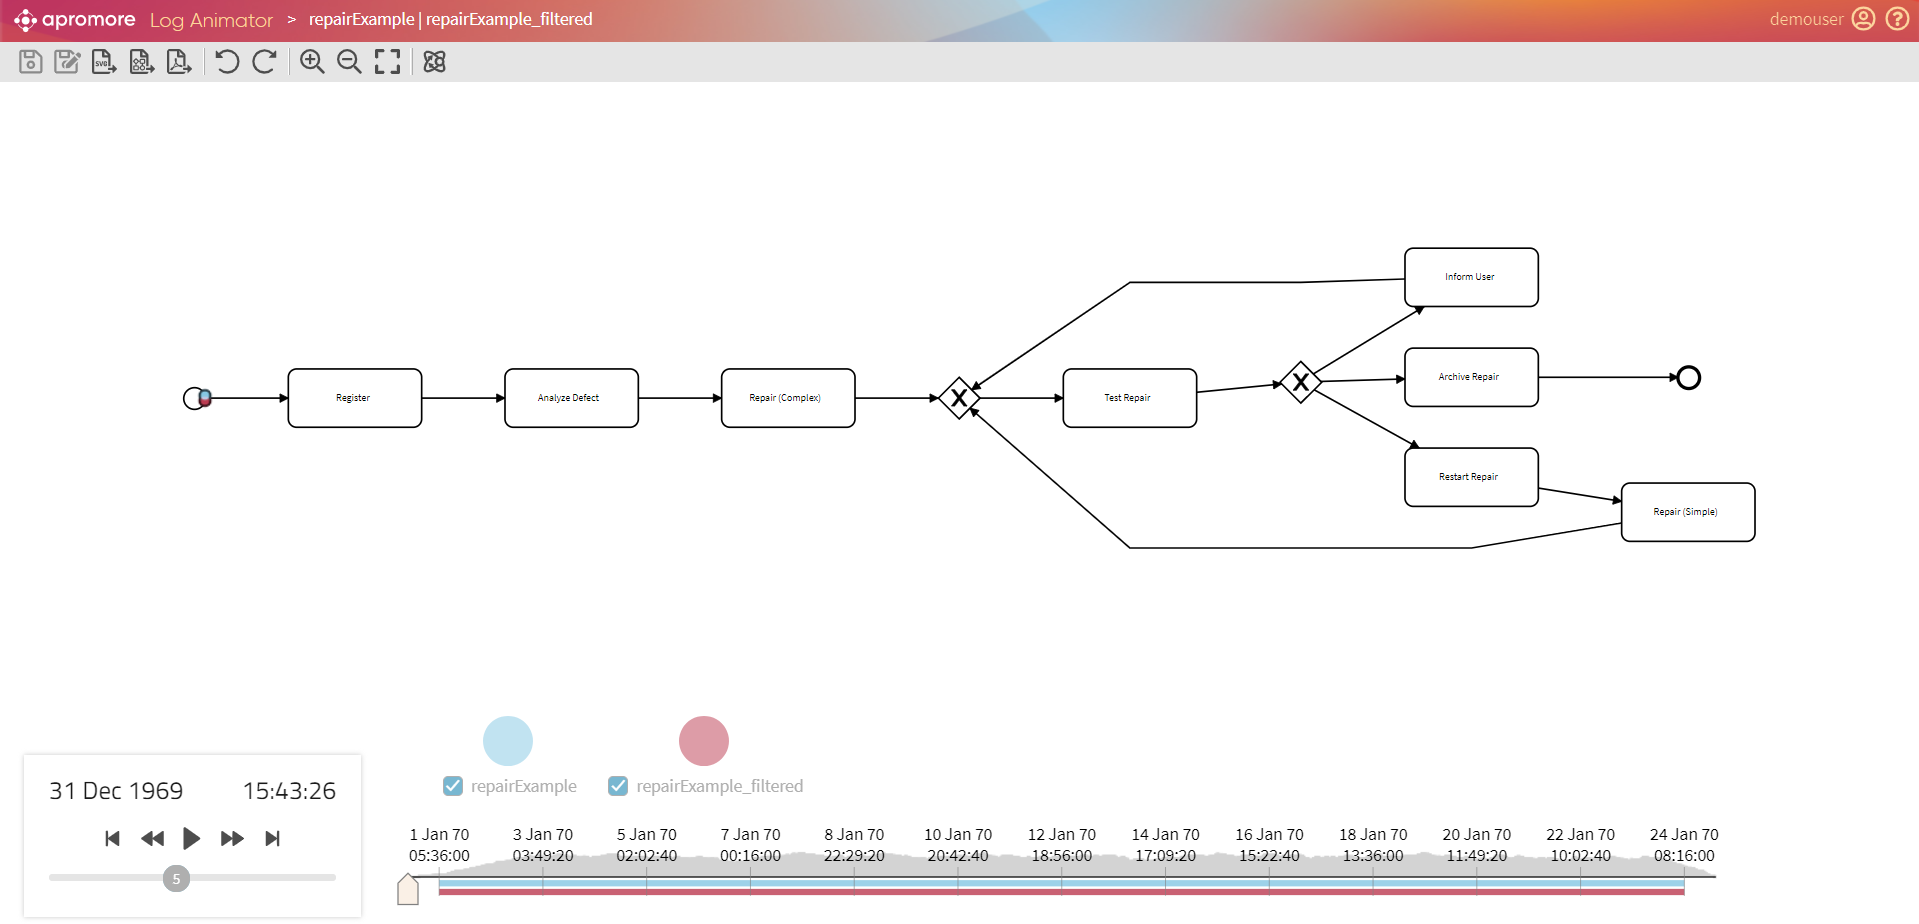 apromore Log Animator > repairExample | repairExample_filtered demouser
SVG
Inform User
Archive Repair
Register
Analyze Defect
Repair (Complex)
X
Test Repair
X
Restart Repair
Repair (Simple)
31 Dec 1969 15:43:26
5
repairExample repairExample_filtered
1 Jan 70 3 Jan 70 5 Jan 70 7 Jan 70 8 Jan 70 10 Jan 70 12 Jan 70 14 Jan 70 16 Jan 70 18 Jan 70 20 Jan 70 22 Jan 70 24 Jan 70
05:36:00 03:49:20 02:02:40 00:16:00 22:29:20 20:42:40 18:56:00 17:09:20 15:22:40 13:36:00 11:49:20 10:02:40 08:16:00